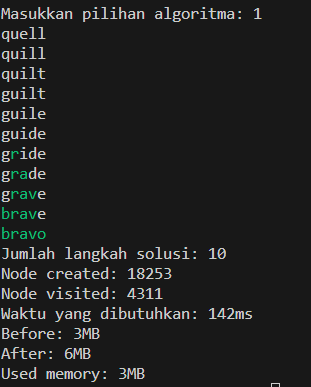 Masukkan pilihan algoritma: 1
quell
quill
quilt
guilt
guile
guide
gride
grade
grave
brave
bravo
Jumlah langkah solusi: 10
Node created: 18253
Node visited: 4311
Waktu yang dibutuhkan: 142ms
Before: 3MB
After: 6MB
Used memory: 3MB